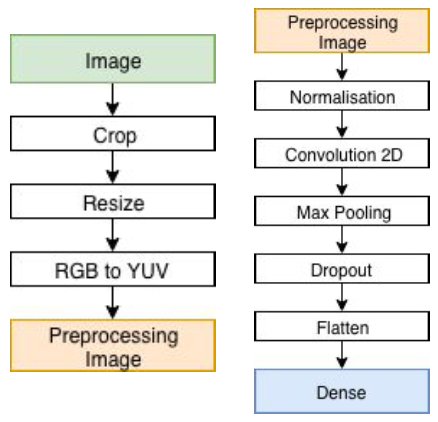 Image
Crop
Resize
RGB to YUV
Preprocessing
Image
Preprocessing
Image
Normalisation
Convolution 2D
Max Pooling
Dropout
Flatten
Dense